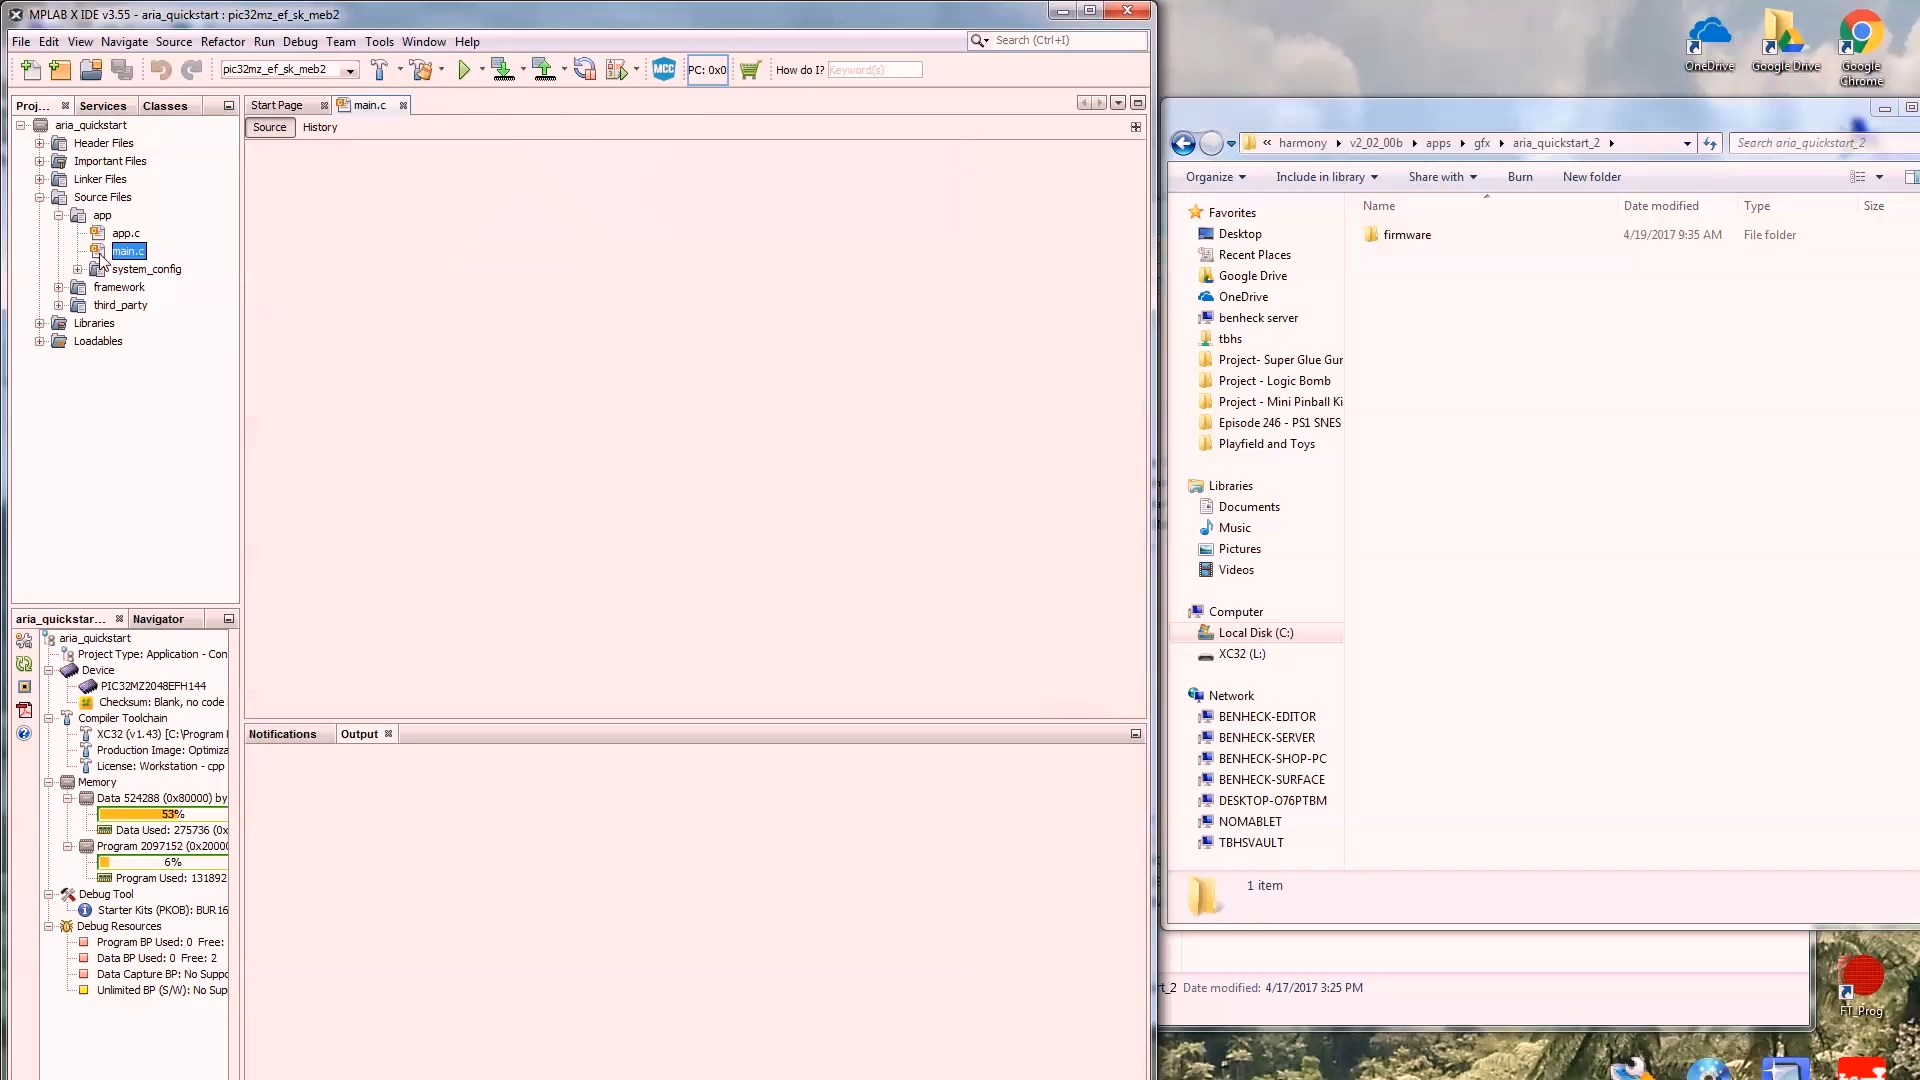 MPLAB X IDE v3.55 - aria_quickstart : pic32mz_ef_sk_meb2
File Edit View Navigate Source Refactor Run Debug Team Tools Window Help
Search (Ctrl+I)
pic32mz_ef_sk_meb2
MCC
PC: 0x0
How do I? Keyword(s)
Proj... Services Classes
aria_quickstart
Header Files
Important Files
Linker Files
Source Files
app
app.c
main.c
system_config
framework
third_party
Libraries
Loadables
Start Page main.c
Source History
aria_quickstar... Navigator
aria_quickstart
Project Type: Application - Con
Device
PIC32MZ2048EFH144
Checksum: Blank, no code
Compiler Toolchain
XC32 (v1.43) [C:\Program
Production Image: Optimiza
License: Workstation - cpp
Memory
Data 524288 (0x80000) by
53%
Data Used: 275736 (0x
Program 2097152 (0x20000
6%
Program Used: 131892
Debug Tool
Starter Kits (PKOB): BUR16
Debug Resources
Program BP Used: 0 Free:
Data BP Used: 0 Free: 2
Data Capture BP: No Suppo
Unlimited BP (S/W): No Sup
Notifications Output
OneDrive
Google Drive
Google Chrome
« harmony v2_02_00b apps gfx aria_quickstart_2
Search aria_quickstart_2
Organize Include in library Share with Burn New folder
Name Date modified Type Size
firmware 4/19/2017 9:35 AM File folder
Favorites
Desktop
Recent Places
Google Drive
OneDrive
benheck server
tbhs
Project- Super Glue Gur
Project - Logic Bomb
Project - Mini Pinball Ki
Episode 246 - PS1 SNES
Playfield and Toys
Libraries
Documents
Music
Pictures
Videos
Computer
Local Disk (C:)
XC32 (L:)
Network
BENHECK-EDITOR
BENHECK-SERVER
BENHECK-SHOP-PC
BENHECK-SURFACE
DESKTOP-O76PTBM
NOMABLET
TBHSVAULT
1 item
t_2 Date modified: 4/17/2017 3:25 PM
FT_Prog